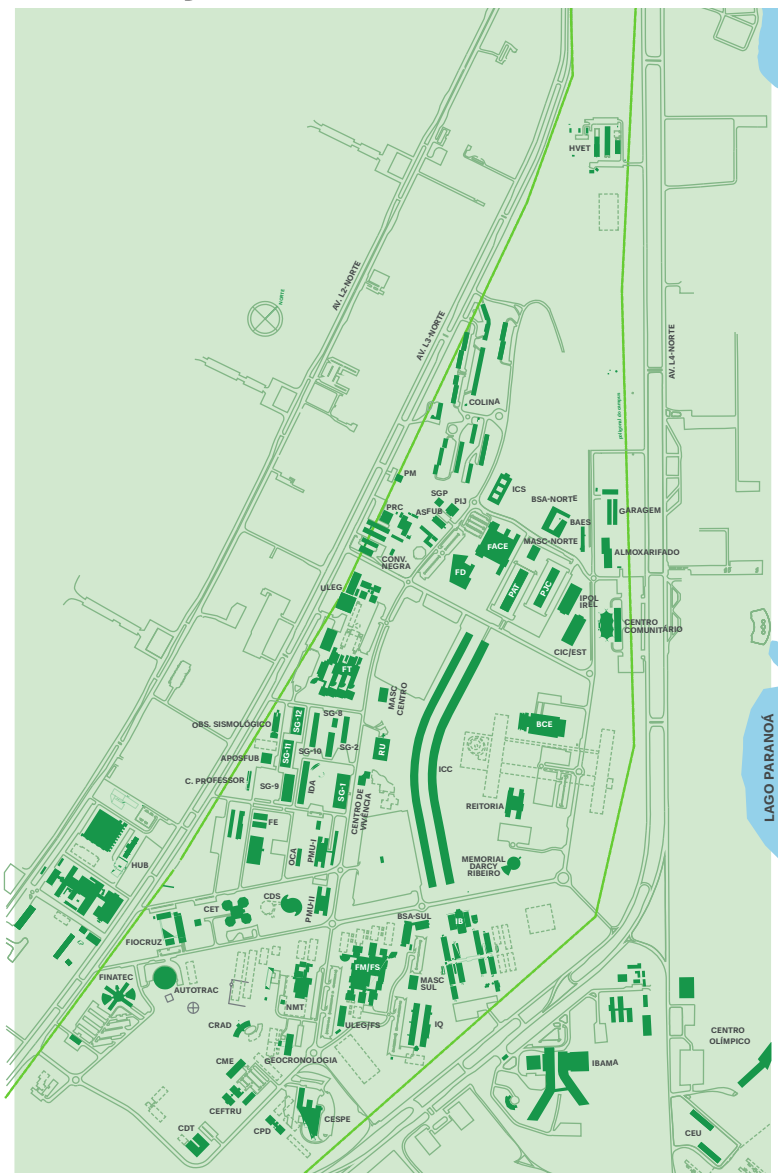 HVET
AV. L2-NORTE
NORTE
AV. L3-NORTE
AV. L4-NORTE
COLINA
PM
ICS
SGP
PIJ
BSA-NORTE
PRC
ASFUB
GARAGEM
BAES
MASC-NORTE
FACE
ALMOXARIFADO
CONV.
NEGRA
FD
ULEG
PAT
PJC
IPOL
IREL
CENTRO
COMUNITÁRIO
CIC/EST
FT
MASC
CENTRO
SG-12
SG-8
OBS. SISMOLÓGICO
BCE
LAGO PARANOÁ
SG-11
SG-10
SG-2
RU
APOSFUB
ICC
C. PROFESSOR
SG-9
IDA
SG-1
CENTRO DE
VIVÊNCIA
REITORIA
FE
OCA
PMU-I
HUB
MEMORIAL
DARCY
RIBEIRO
CDS
CET
PMU-II
BSA-SUL
IB
FIOCRUZ
FM/FS
FINATEC
AUTOTRAC
MASC
SUL
NMT
CRAD
ULEG/FS
IQ
CENTRO
OLÍMPICO
GEOCRONOLOGIA
CME
IBAMA
CEFTRU
CESPE
CDT
CPD
CEU